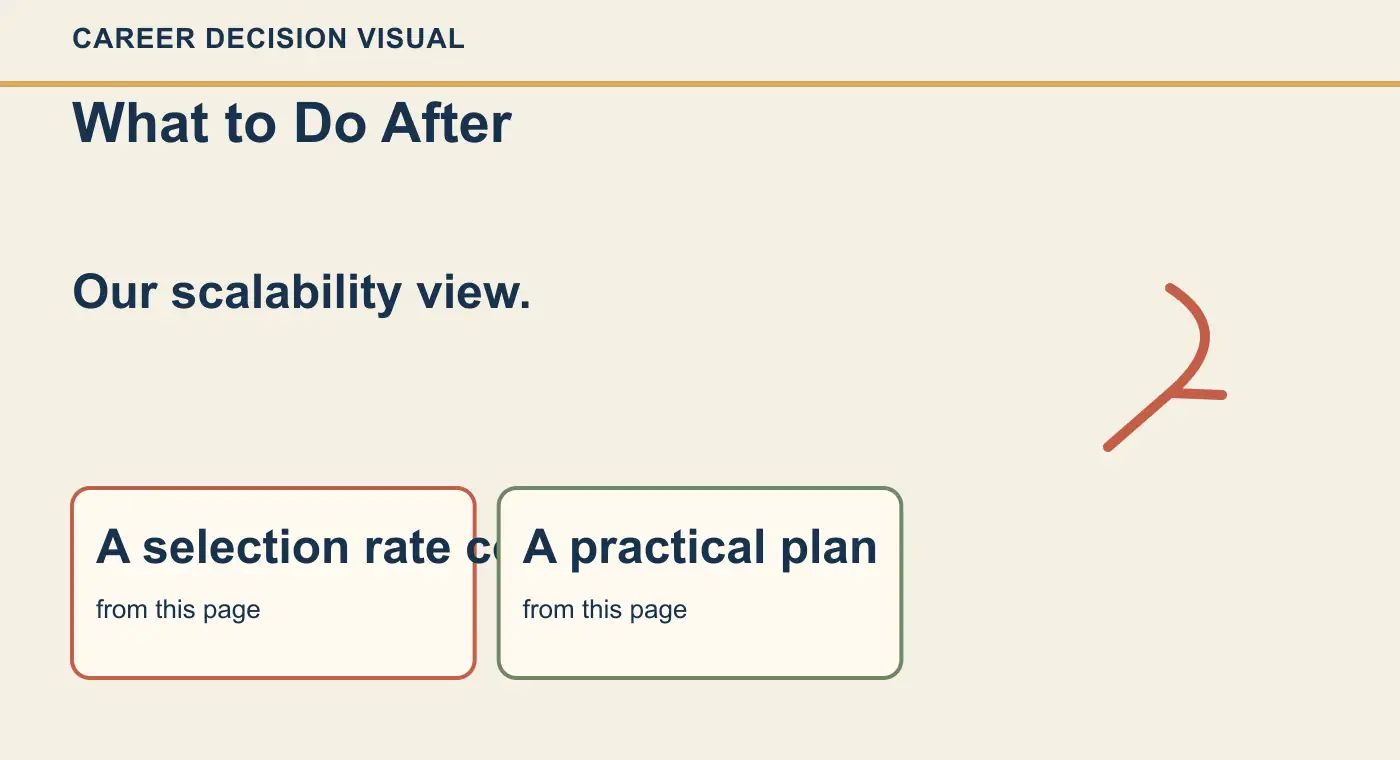 CAREER DECISION VISUAL
What to Do After
Our scalability view.
A selection rate
from this page
A practical plan
from this page